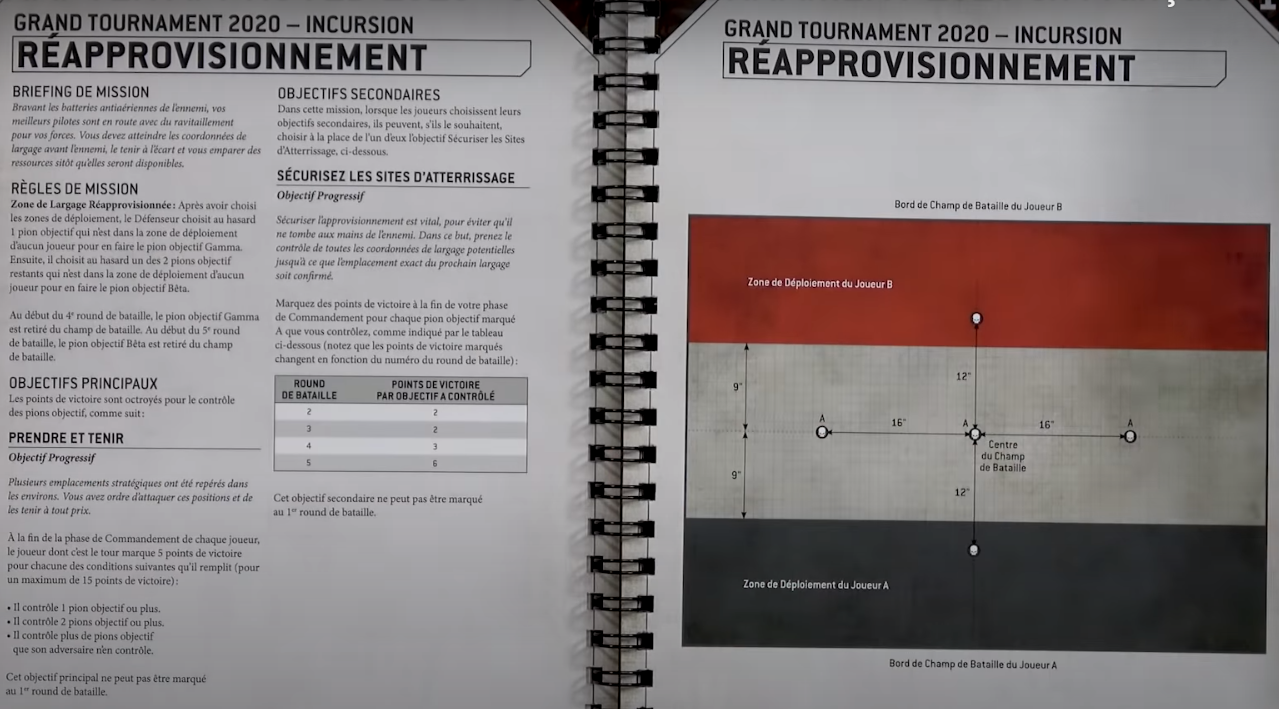 GRAND TOURNAMENT 2020 – INCURSION
RÉAPPROVISIONNEMENT
BRIEFING DE MISSION
Bravant les batteries antiaériennes de l'ennemi, vos
meilleurs pilotes sont en route avec du ravitaillement
pour vos forces. Vous devez atteindre les coordonnées de
largage avant l'ennemi, le tenir à l'écart et vous emparer des
ressources sitôt qu'elles seront disponibles.
RÈGLES DE MISSION
Zone de Largage Réapprovisionnée : Après avoir choisi
les zones de déploiement, le Défenseur choisit au hasard
1 pion objectif qui n'est dans la zone de déploiement
d'aucun joueur pour en faire le pion objectif Gamma.
Ensuite, il choisit au hasard un des 2 pions objectif
restants qui n'est dans la zone de déploiement d'aucun
joueur pour en faire le pion objectif Bêta.
Au début du 4e round de bataille, le pion objectif Gamma
est retiré du champ de bataille. Au début du 5e round
de bataille, le pion objectif Bêta est retiré du champ
de bataille.
OBJECTIFS PRINCIPAUX
Les points de victoire sont octroyés pour le contrôle
des pions objectif, comme suit :
PRENDRE ET TENIR
Objectif Progressif
Plusieurs emplacements stratégiques ont été repérés dans
les environs. Vous avez ordre d'attaquer ces positions et de
les tenir à tout prix.
À la fin de la phase de Commandement de chaque joueur,
le joueur dont c'est le tour marque 5 points de victoire
pour chacune des conditions suivantes qu'il remplit (pour
un maximum de 15 points de victoire) :
• Il contrôle 1 pion objectif ou plus.
• Il contrôle 2 pions objectif ou plus.
• Il contrôle plus de pions objectif
que son adversaire n'en contrôle.
Cet objectif principal ne peut pas être marqué
au 1er round de bataille.
OBJECTIFS SECONDAIRES
Dans cette mission, lorsque les joueurs choisissent leurs
objectifs secondaires, ils peuvent, s'ils le souhaitent,
choisir à la place de l'un d'eux l'objectif Sécuriser les Sites
d'Atterrissage, ci-dessous.
SÉCURISEZ LES SITES D'ATTERRISSAGE
Objectif Progressif
Sécuriser l'approvisionnement est vital, pour éviter qu'il
ne tombe aux mains de l'ennemi. Dans ce but, prenez le
contrôle de toutes les coordonnées de largage potentielles
jusqu'à ce que l'emplacement exact du prochain largage
soit confirmé.
Marquez des points de victoire à la fin de votre phase
de Commandement pour chaque pion objectif marqué
A que vous contrôlez, comme indiqué par le tableau
ci-dessous (notez que les points de victoire marqués
changent en fonction du numéro du round de bataille) :
ROUND POINTS DE VICTOIRE
DE BATAILLE PAR OBJECTIF A CONTRÔLÉ
2 2
3 2
4 3
5 6
Cet objectif secondaire ne peut pas être marqué
au 1er round de bataille.
GRAND TOURNAMENT 2020 – INCURSION
RÉAPPROVISIONNEMENT
Bord de Champ de Bataille du Joueur B
Zone de Déploiement du Joueur B
12"
9"
A 16" A 16" A
Centre
du Champ
de Bataille
9"
12"
Zone de Déploiement du Joueur A
Bord de Champ de Bataille du Joueur A